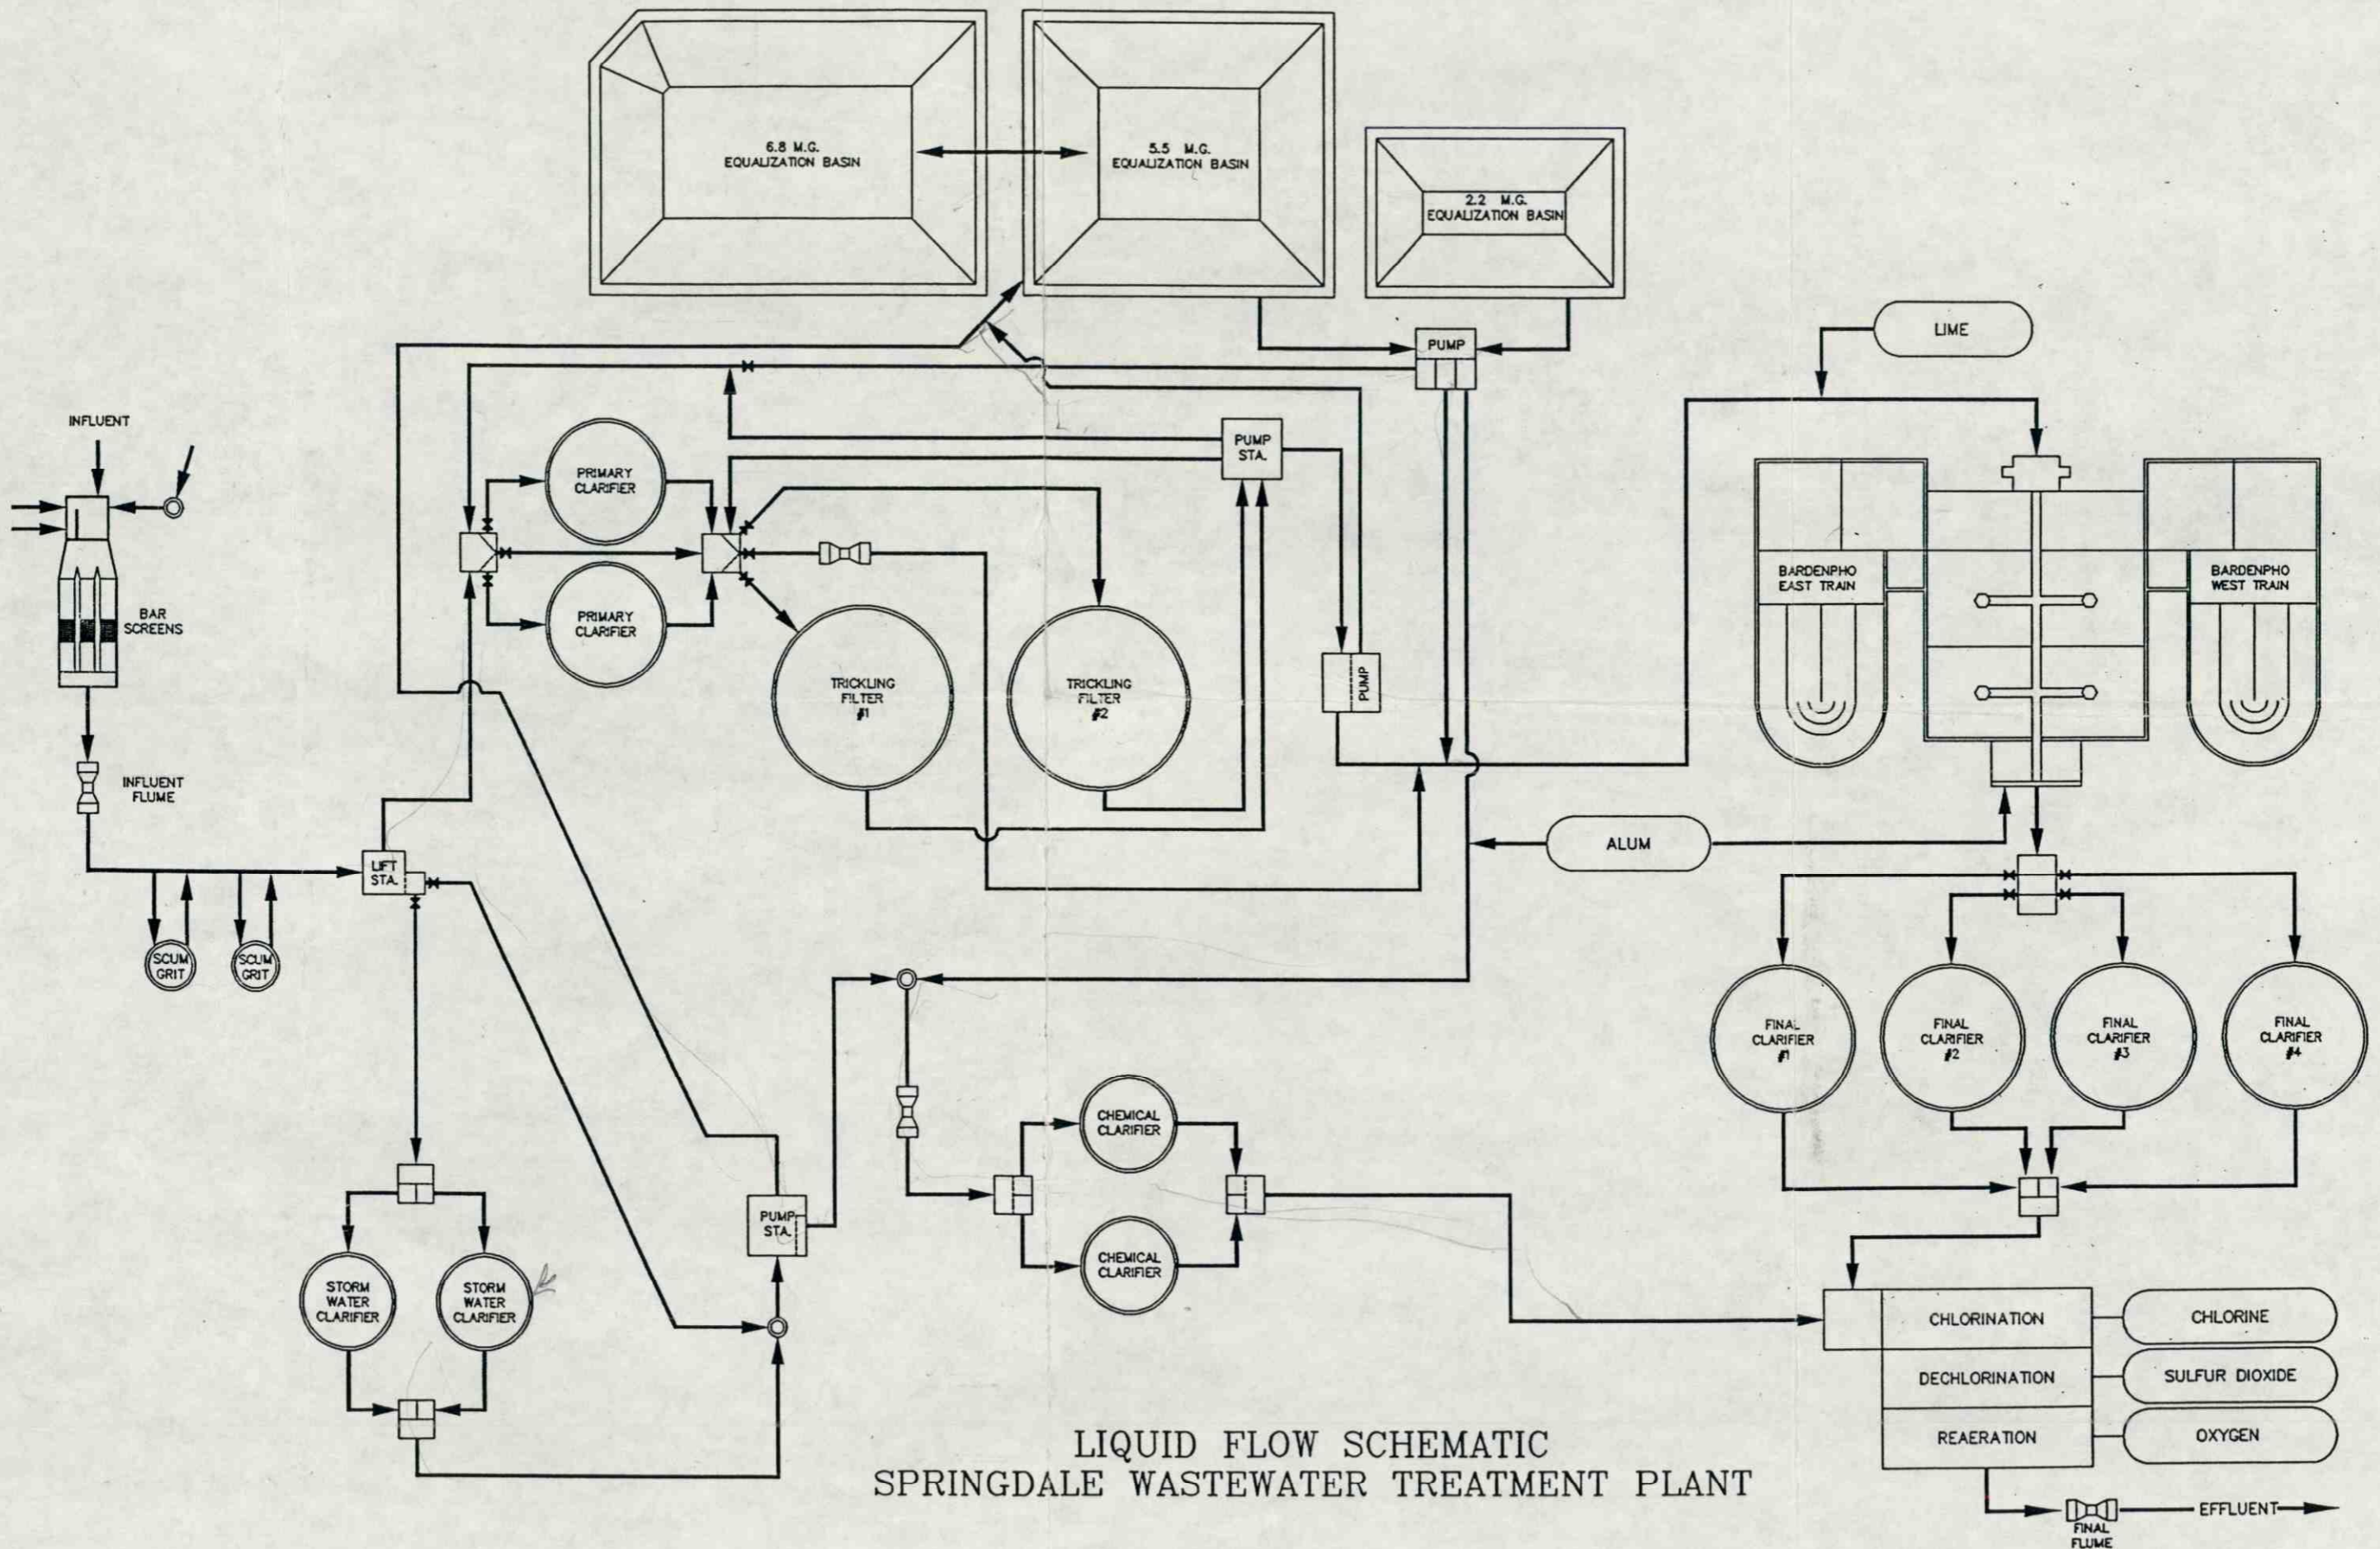 6.8 M.G.
EQUALIZATION BASIN
5.5 M.G.
EQUALIZATION BASIN
2.2 M.G.
EQUALIZATION BASIN
PUMP
LIME
INFLUENT
PUMP
STA.
PRIMARY
CLARIFIER
PRIMARY
CLARIFIER
BAR
SCREENS
BARDENPHO
EAST TRAIN
BARDENPHO
WEST TRAIN
TRICKLING
FILTER
#1
TRICKLING
FILTER
#2
PUMP
INFLUENT
FLUME
LIFT
STA.
ALUM
SCUM
GRIT
SCUM
GRIT
FINAL
CLARIFIER
#1
FINAL
CLARIFIER
#2
FINAL
CLARIFIER
#3
FINAL
CLARIFIER
#4
CHEMICAL
CLARIFIER
PUMP
STA.
CHEMICAL
CLARIFIER
STORM
WATER
CLARIFIER
STORM
WATER
CLARIFIER
CHLORINATION
CHLORINE
DECHLORINATION
SULFUR DIOXIDE
REAERATION
OXYGEN
LIQUID FLOW SCHEMATIC
SPRINGDALE WASTEWATER TREATMENT PLANT
FINAL
FLUME
EFFLUENT